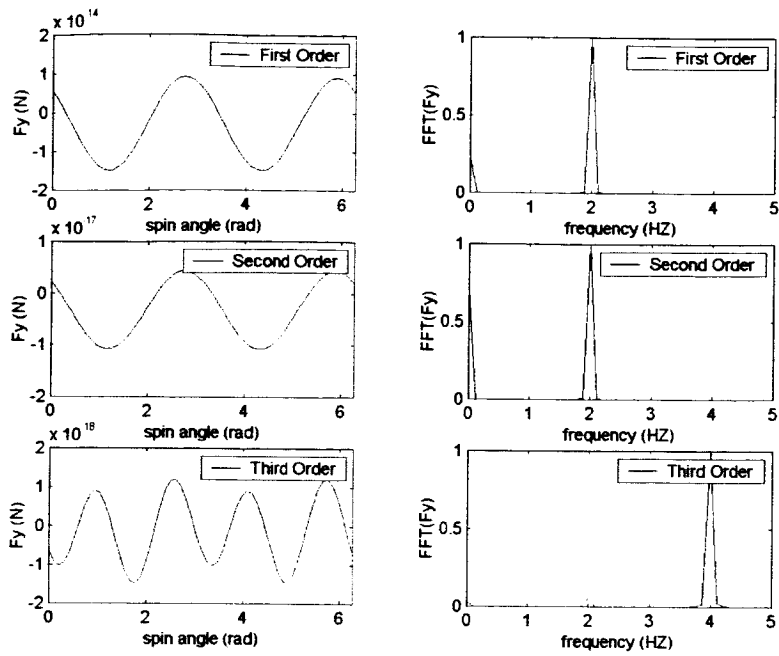 x 10^14
2
1
0
-1
-2
Fy (N)
First Order
0
2
4
6
spin angle (rad)
1
0.5
0
FFT(Fy)
First Order
0
1
2
3
4
5
frequency (HZ)
x 10^17
1
0
-1
-2
Fy (N)
Second Order
0
2
4
6
spin angle (rad)
1
0.5
0
FFT(Fy)
Second Order
0
1
2
3
4
5
frequency (HZ)
x 10^18
2
1
0
-1
-2
Fy (N)
Third Order
0
2
4
6
spin angle (rad)
1
0.5
0
FFT(Fy)
Third Order
0
1
2
3
4
5
frequency (HZ)